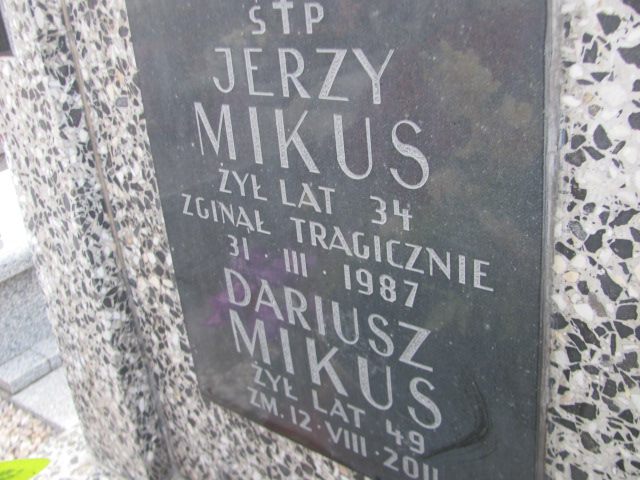 Ś†P
JERZY
MIKUS
ŻYŁ LAT 34
ZGINĄŁ TRAGICZNIE
31 III 1987
DARIUSZ
MIKUS
ŻYŁ LAT 49
ZM. 12·VIII·2011